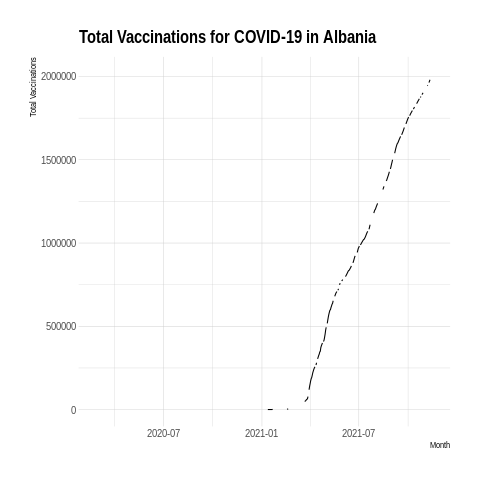 Total Vaccinations for COVID-19 in Albania
Total Vaccinations
2000000
1500000
1000000
500000
0
2020-07 2021-01 2021-07
Month